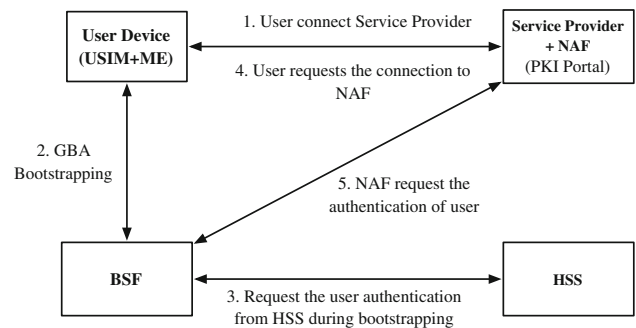 User Device
(USIM+ME)
1. User connect Service Provider
Service Provider
+ NAF
(PKI Portal)
4. User requests the connection to
NAF
2. GBA
Bootstrapping
5. NAF request the
authentication of user
BSF
HSS
3. Request the user authentication
from HSS during bootstrapping